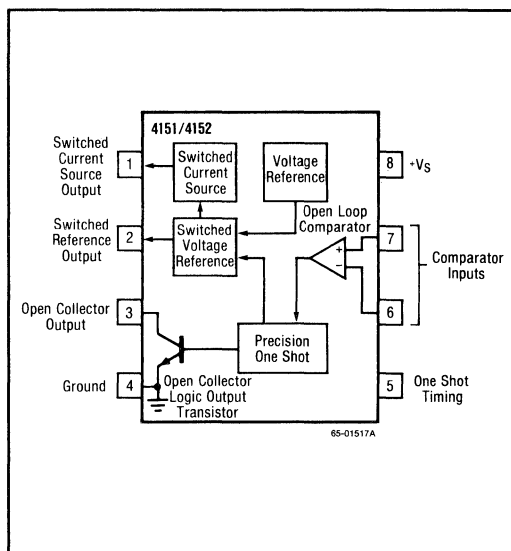 4151/4152
Switched
Current
Source
Output
1
Switched
Current
Source
Voltage
Reference
8
+VS
Open Loop
Comparator
7
+
−
6
Comparator
Inputs
Switched
Reference
Output
2
Switched
Voltage
Reference
Open Collector
Output
3
Precision
One Shot
Ground
4
Open Collector
Logic Output
Transistor
5
One Shot
Timing
65-01517A